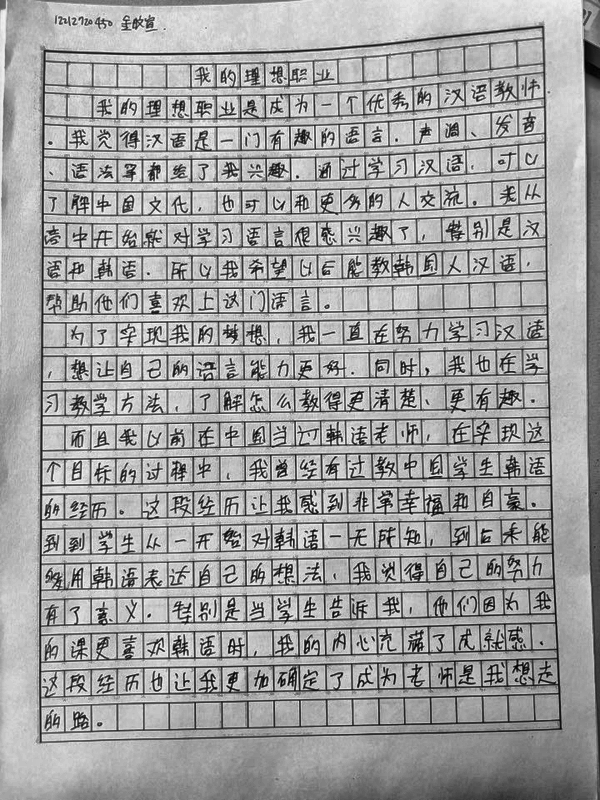 12212720450 金
我的理想职业
我的理想职业是成为一个优秀的汉语教师
。我觉得汉语是一门有趣的语言。声调、发音
、语法等都给了我兴趣。通过学习汉语,可以
了解中国文化,也可以和更多的人交流。我从
高中开始就对学习语言很感兴趣了,特别是汉
语和韩语。所以我希望以后能教韩国人汉语,
帮助他们喜欢上这门语言。
为了实现我的梦想,我一直在努力学习汉语
,想让自己的语言能力更好。同时,我也在学
习教学方法,了解怎么教得更清楚、更有趣。
而且我以前在中国当过韩语老师,在实现这
个目标的过程中,我曾经有过教中国学生韩语
的经历。这段经历让我感到非常幸福和自豪。
到到学生从一开始对韩语一无所知,到后来能
够用韩语表达自己的想法,我觉得自己的努力
有了意义。特别是当学生告诉我,他们因为我
的课更喜欢韩语时,我的内心充满了成就感。
这段经历也让我更加确定了成为老师是我想走
的路。